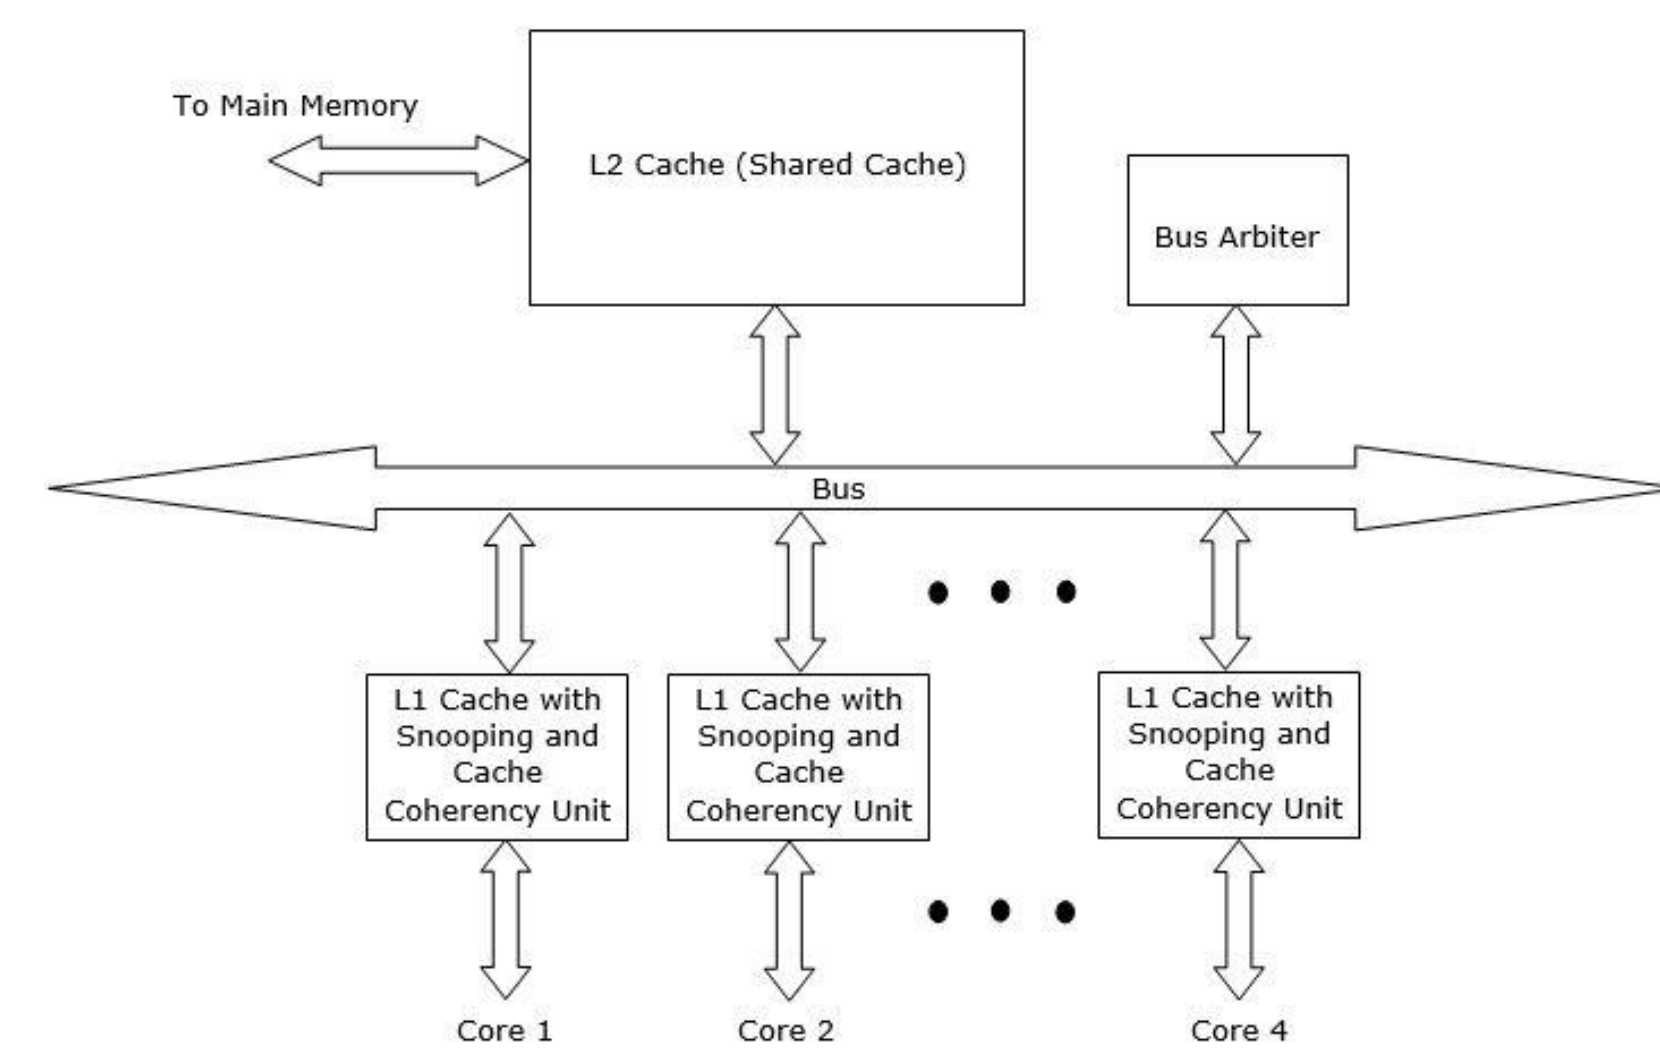 To Main Memory
L2 Cache (Shared Cache)
Bus Arbiter
Bus
L1 Cache with
Snooping and
Cache
Coherency Unit
L1 Cache with
Snooping and
Cache
Coherency Unit
L1 Cache with
Snooping and
Cache
Coherency Unit
Core 1
Core 2
Core 4